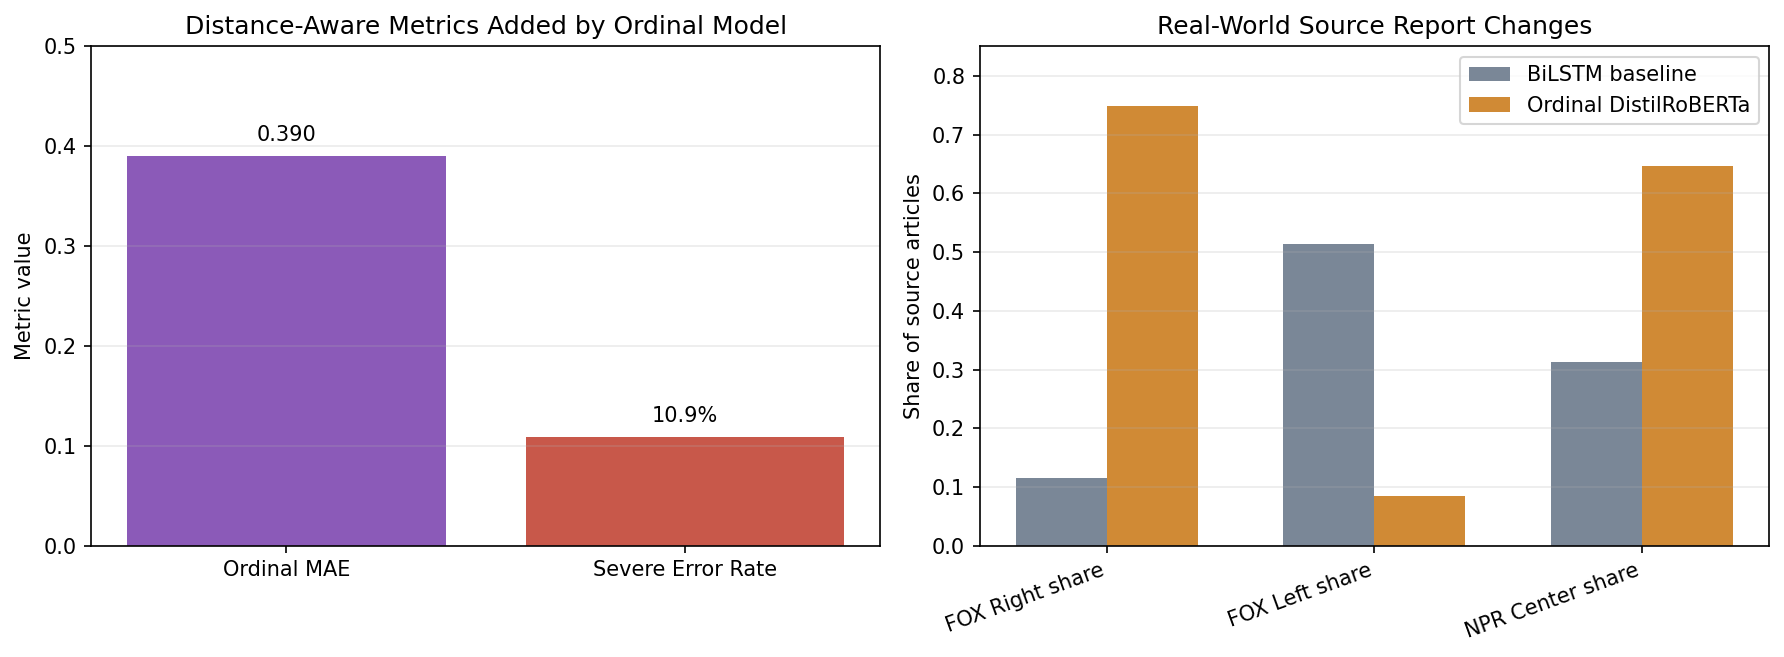 Distance-Aware Metrics Added by Ordinal Model
Metric value
0.5
0.4
0.3
0.2
0.1
0.0
0.390
10.9%
Ordinal MAE
Severe Error Rate
Real-World Source Report Changes
Share of source articles
0.8
0.7
0.6
0.5
0.4
0.3
0.2
0.1
0.0
BiLSTM baseline
Ordinal DistilRoBERTa
FOX Right share
FOX Left share
NPR Center share